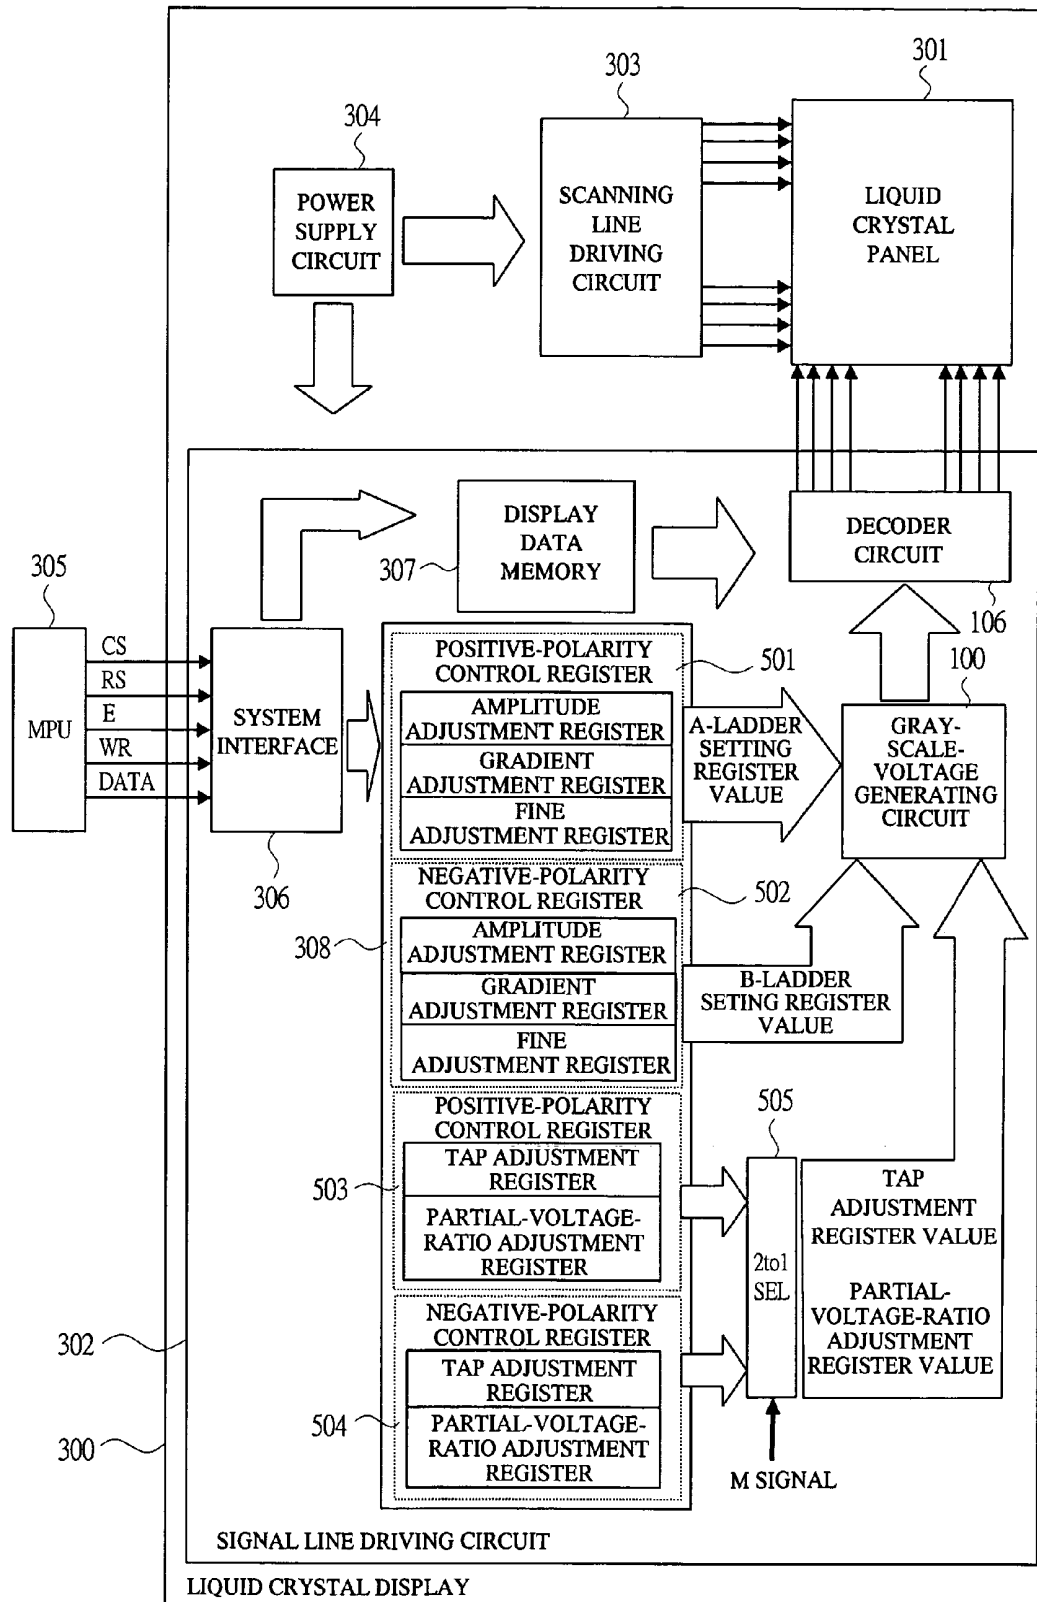 301
303
304
POWER
SUPPLY
CIRCUIT
SCANNING
LINE
DRIVING
CIRCUIT
LIQUID
CRYSTAL
PANEL
DISPLAY
DATA
MEMORY
307
DECODER
CIRCUIT
106
305
MPU
CS
RS
E
WR
DATA
SYSTEM
INTERFACE
306
POSITIVE-POLARITY
CONTROL REGISTER
501
AMPLITUDE
ADJUSTMENT REGISTER
GRADIENT
ADJUSTMENT REGISTER
FINE
ADJUSTMENT REGISTER
A-LADDER
SETTING
REGISTER
VALUE
100
GRAY-
SCALE-
VOLTAGE
GENERATING
CIRCUIT
NEGATIVE-POLARITY
CONTROL REGISTER
502
308
AMPLITUDE
ADJUSTMENT REGISTER
GRADIENT
ADJUSTMENT REGISTER
FINE
ADJUSTMENT REGISTER
B-LADDER
SETING REGISTER
VALUE
POSITIVE-POLARITY
CONTROL REGISTER
503
TAP ADJUSTMENT
REGISTER
PARTIAL-VOLTAGE-
RATIO ADJUSTMENT
REGISTER
505
2to1
SEL
TAP
ADJUSTMENT
REGISTER VALUE
PARTIAL-
VOLTAGE-RATIO
ADJUSTMENT
REGISTER VALUE
NEGATIVE-POLARITY
CONTROL REGISTER
504
TAP ADJUSTMENT
REGISTER
PARTIAL-VOLTAGE-
RATIO ADJUSTMENT
REGISTER
M SIGNAL
302
300
SIGNAL LINE DRIVING CIRCUIT
LIQUID CRYSTAL DISPLAY